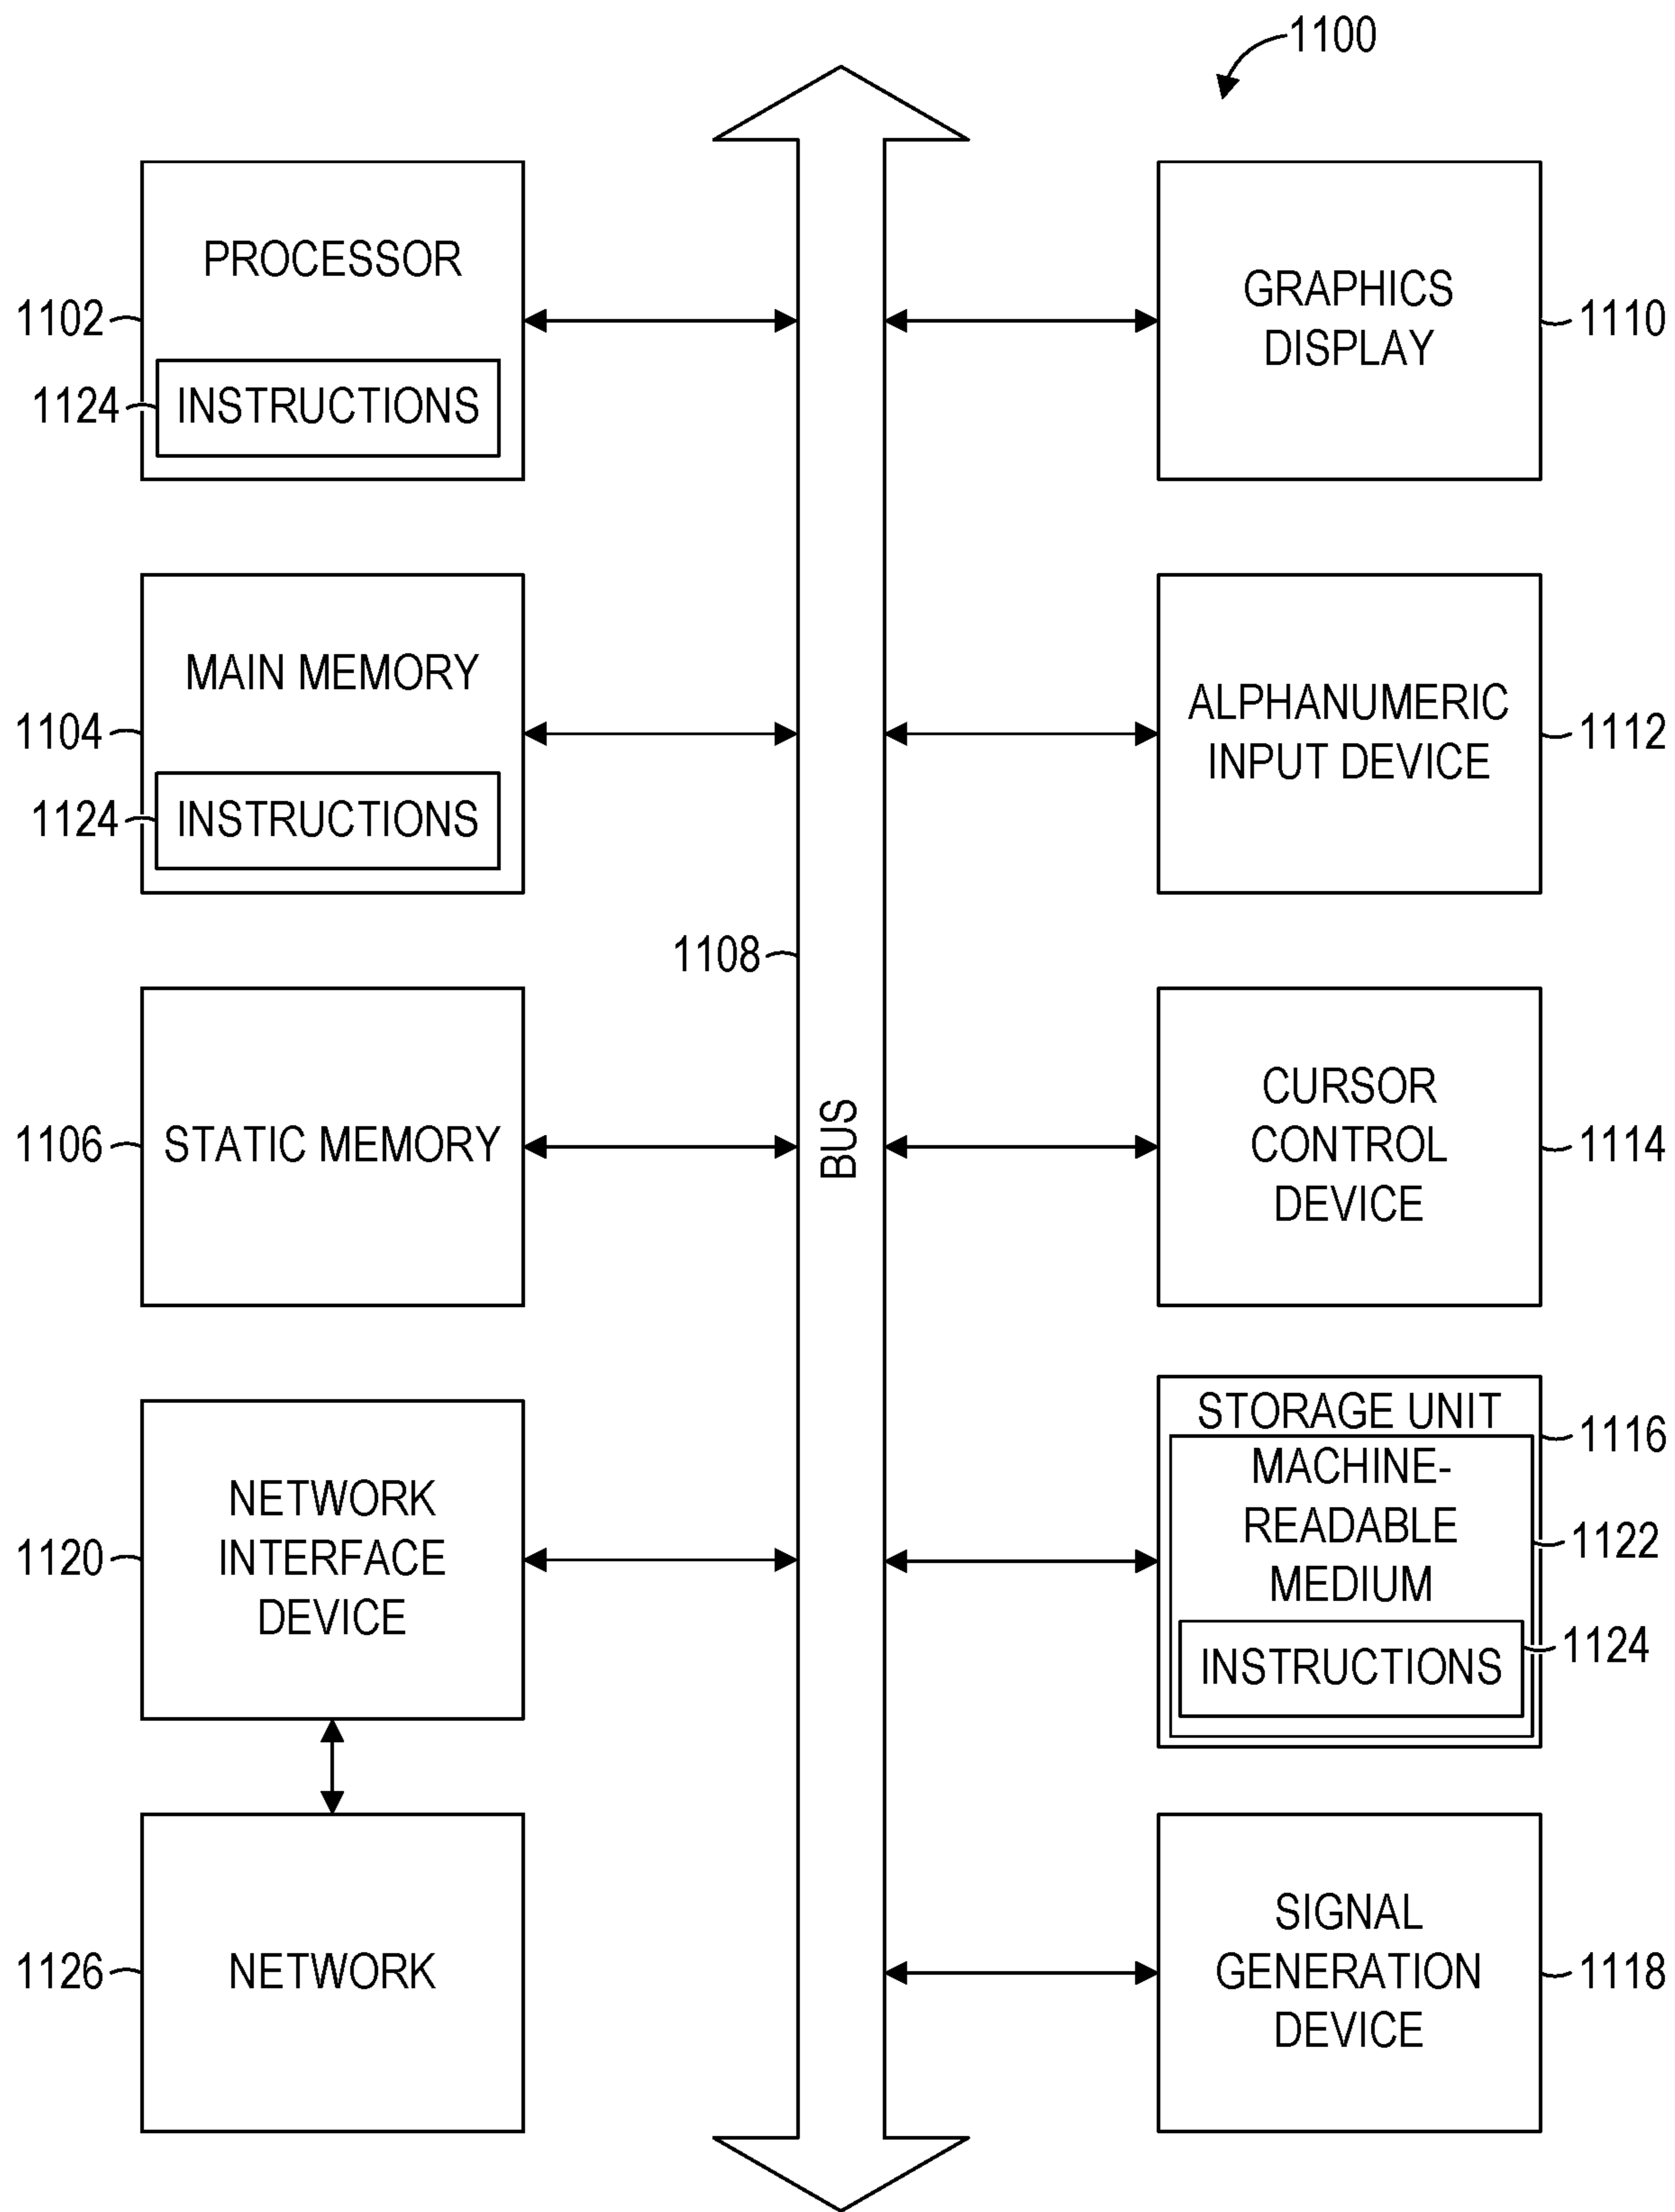 1100
PROCESSOR
1102
1124
INSTRUCTIONS
GRAPHICS
DISPLAY
1110
MAIN MEMORY
1104
1124
INSTRUCTIONS
ALPHANUMERIC
INPUT DEVICE
1112
1108
BUS
STATIC MEMORY
1106
CURSOR
CONTROL
DEVICE
1114
NETWORK
INTERFACE
DEVICE
1120
STORAGE UNIT
1116
MACHINE-
READABLE
MEDIUM
1122
INSTRUCTIONS
1124
NETWORK
1126
SIGNAL
GENERATION
DEVICE
1118